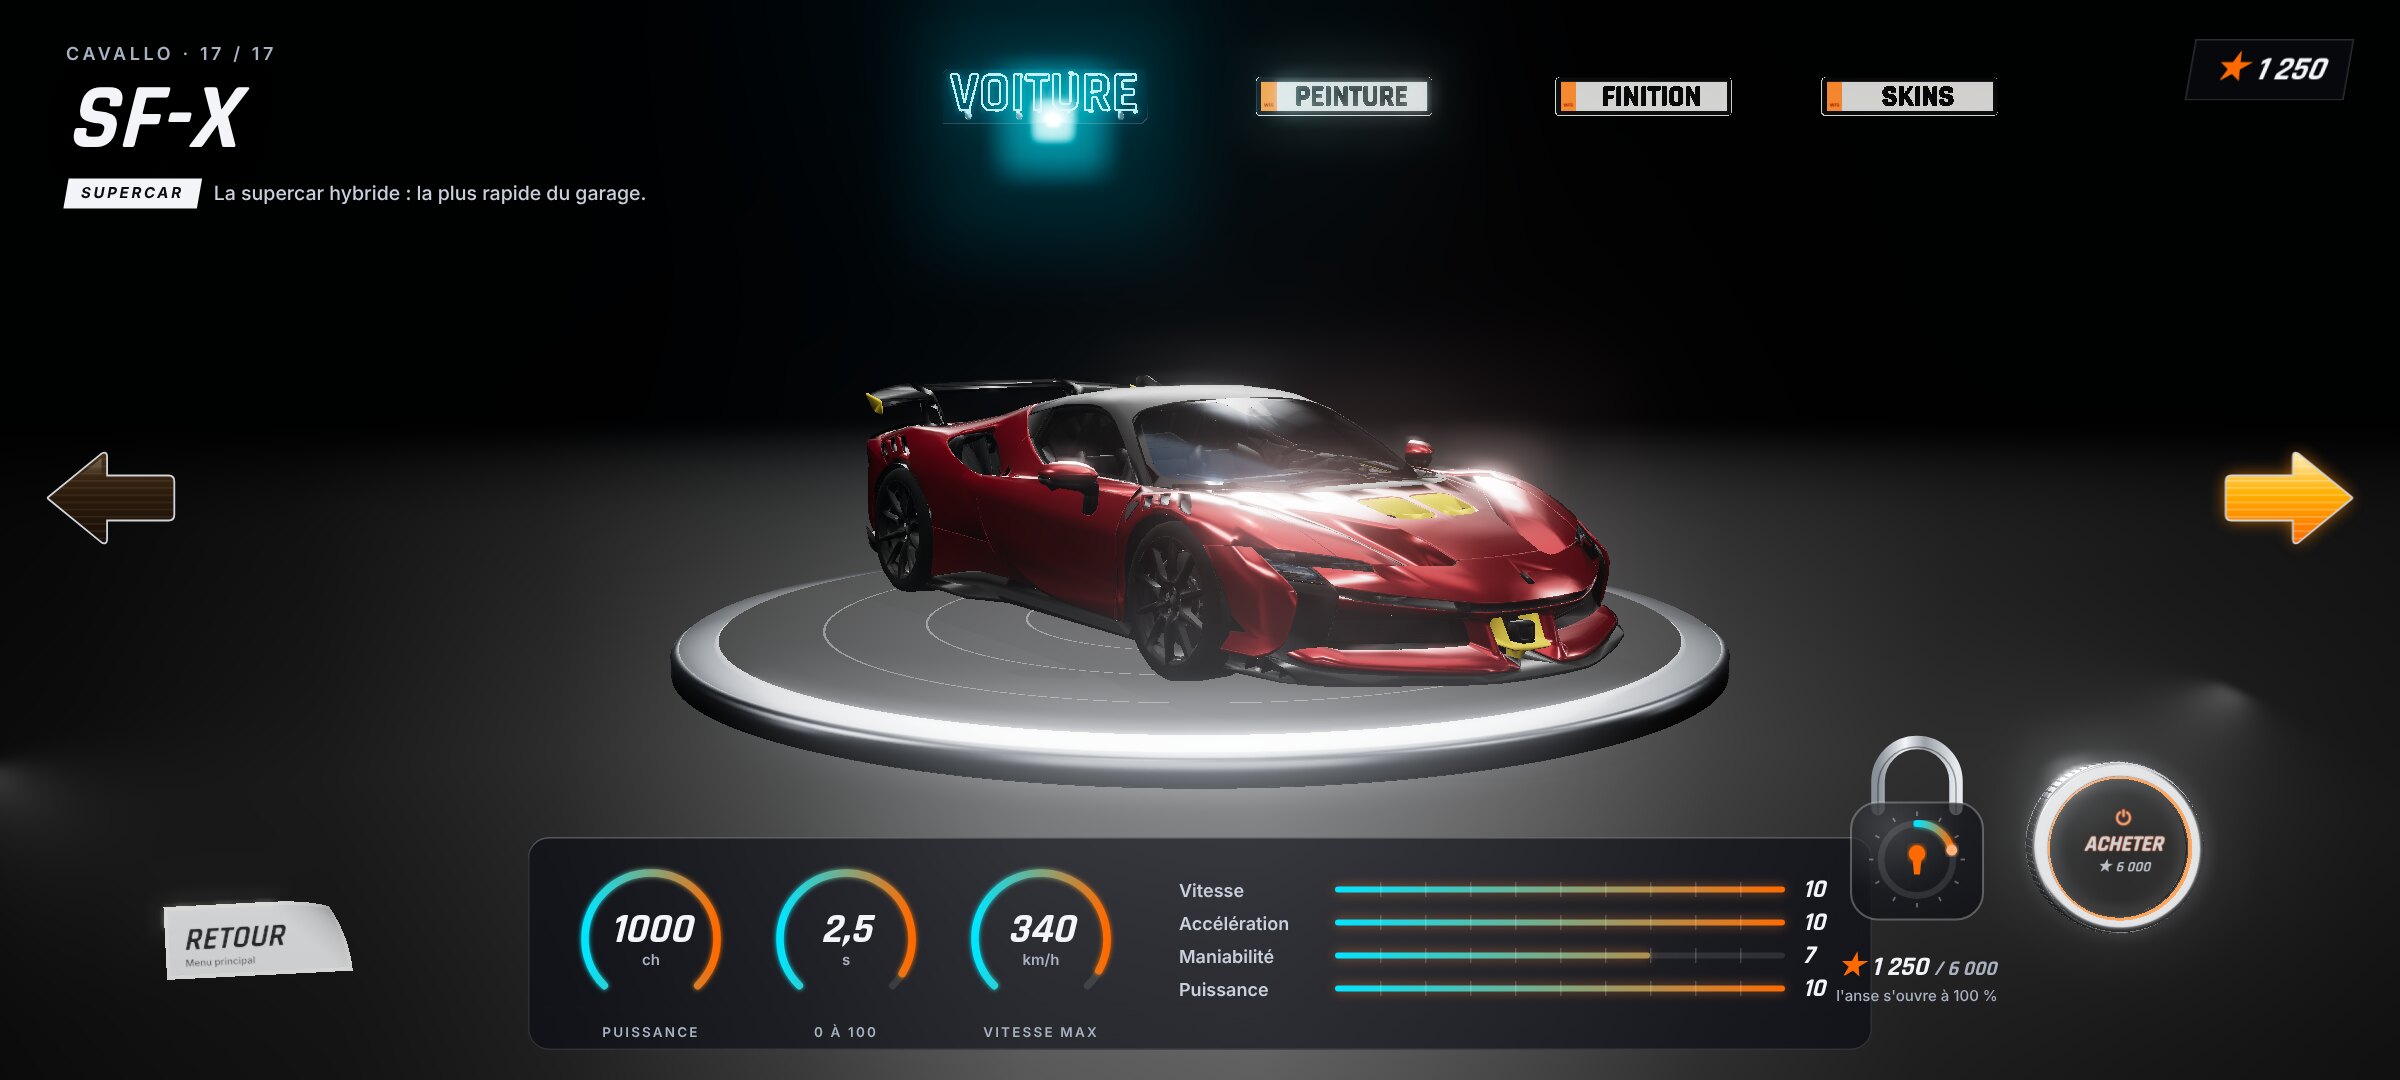 CAVALLO · 17 / 17
SF-X
SUPERCAR La supercar hybride : la plus rapide du garage.
VOITURE
PEINTURE
FINITION
SKINS
★ 1 250
ACHETER
★ 6 000
RETOUR
Menu principal
1000
ch
PUISSANCE
2,5
s
0 À 100
340
km/h
VITESSE MAX
Vitesse 10
Accélération 10
Maniabilité 7
Puissance 10
★ 1 250 / 6 000
l'anse s'ouvre à 100 %